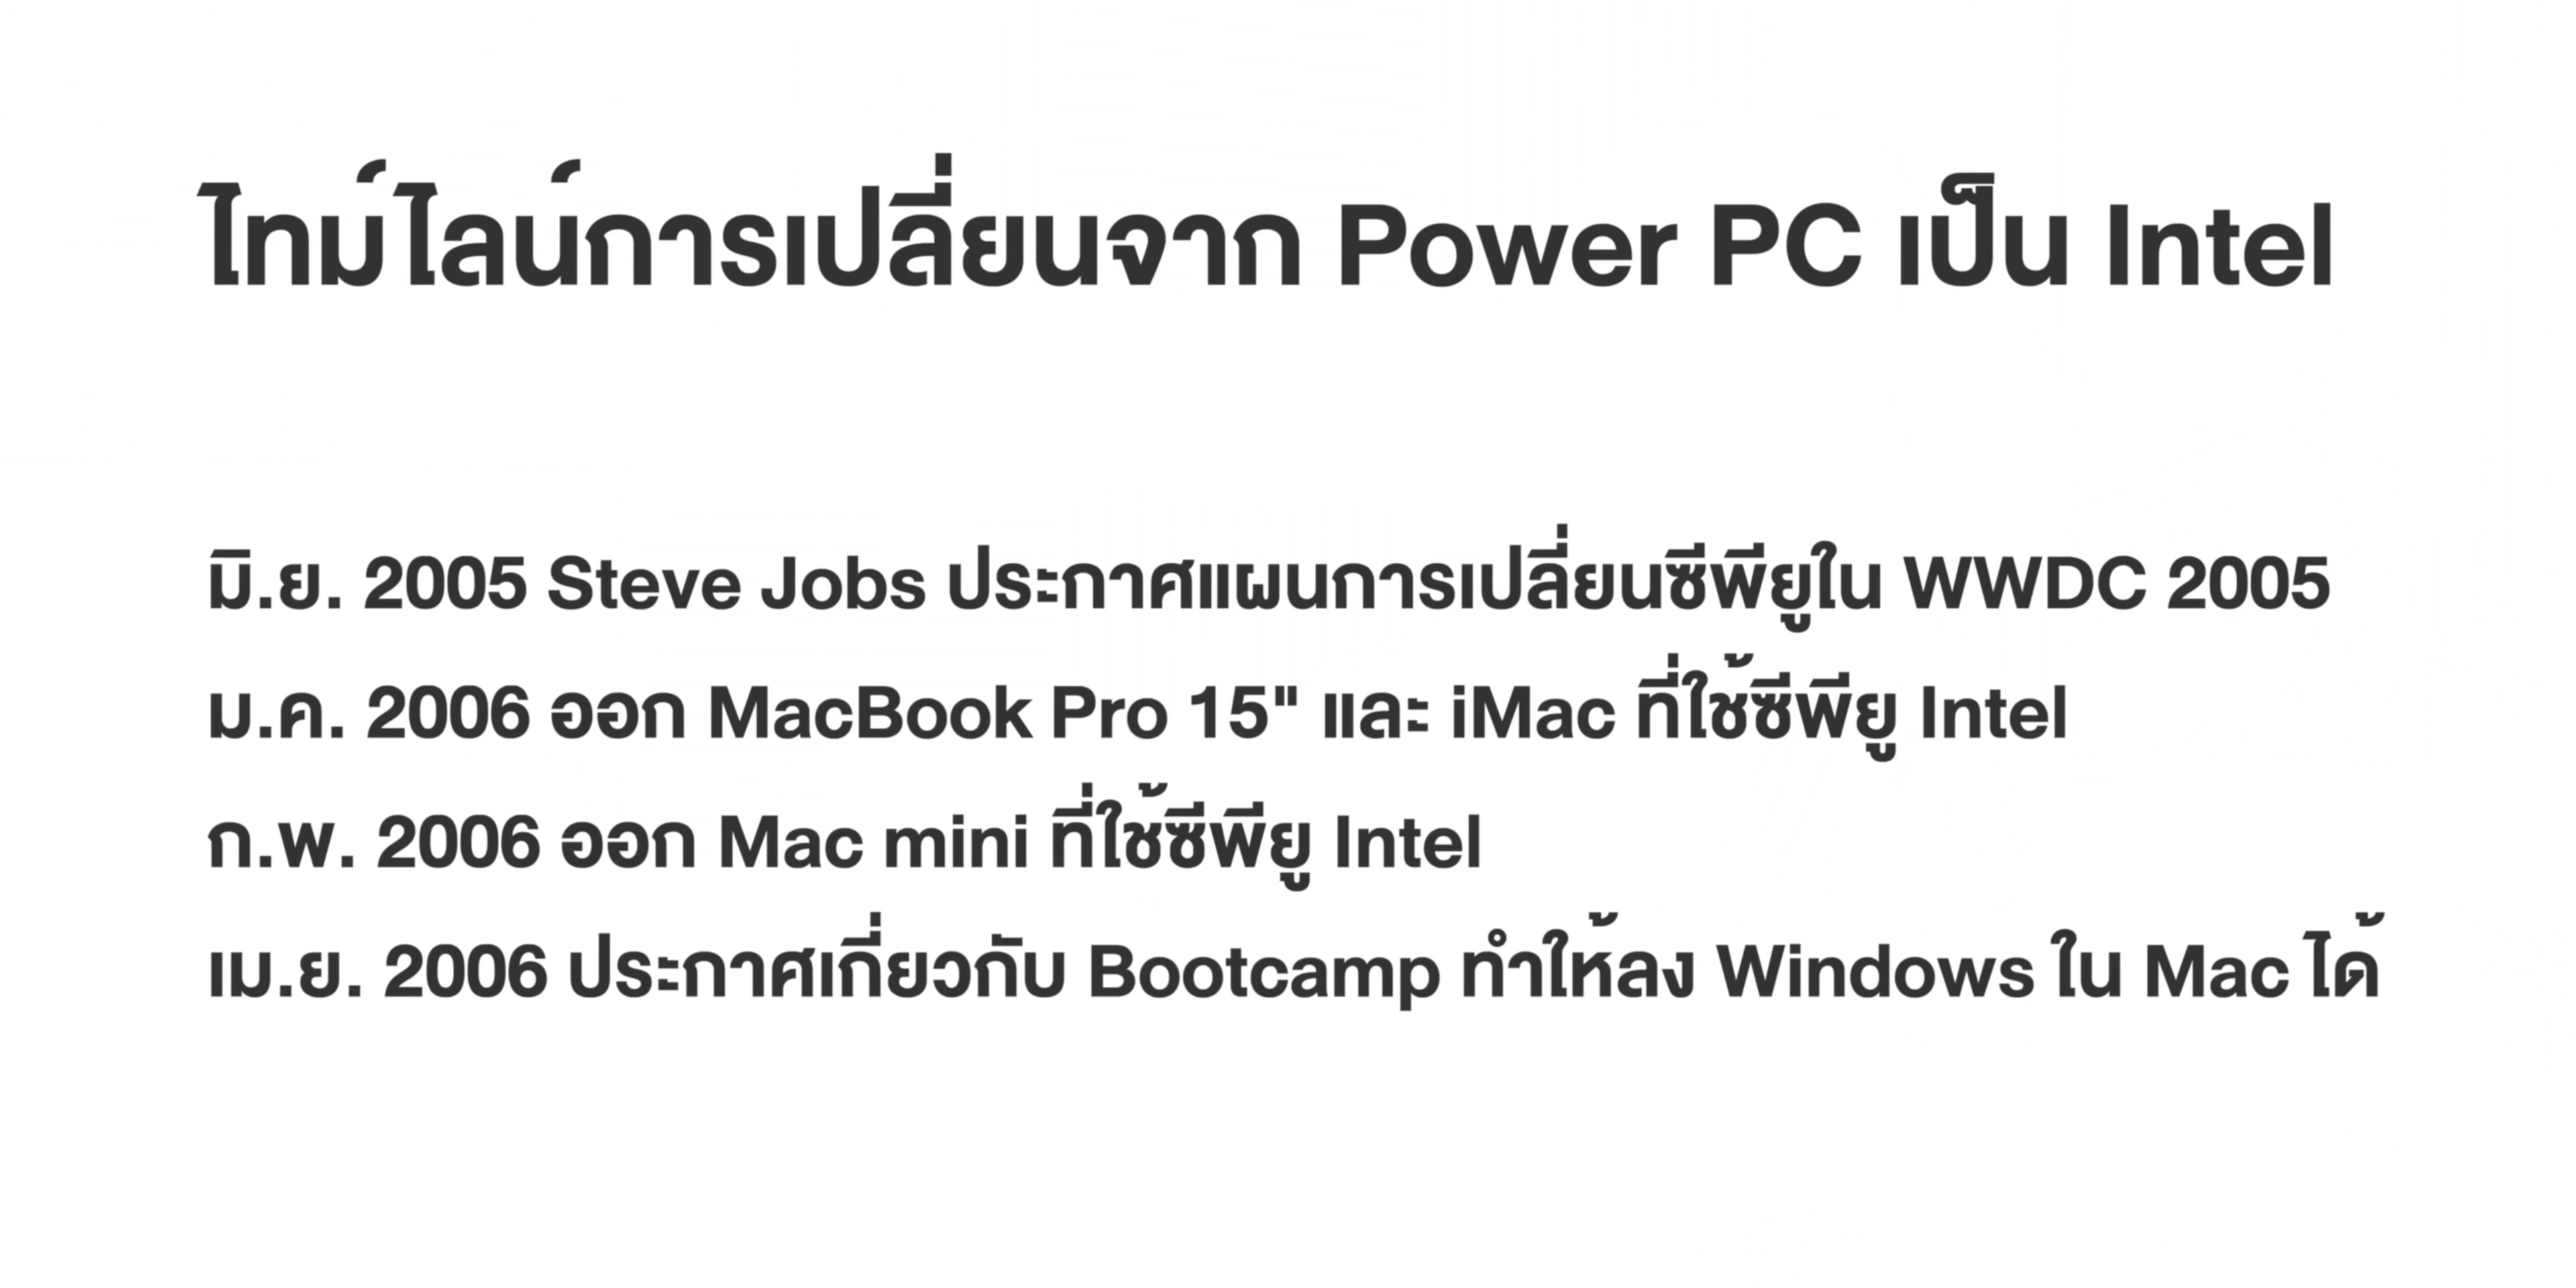 ไทม์ไลน์การเปลี่ยนจาก Power PC เป็น Intel
มิ.ย. 2005 Steve Jobs ประกาศแผนการเปลี่ยนซีพียูใน WWDC 2005
ม.ค. 2006 ออก MacBook Pro 15" และ iMac ที่ใช้ซีพียู Intel
ก.พ. 2006 ออก Mac mini ที่ใช้ซีพียู Intel
เม.ย. 2006 ประกาศเกี่ยวกับ Bootcamp ทำให้ลง Windows ใน Mac ได้